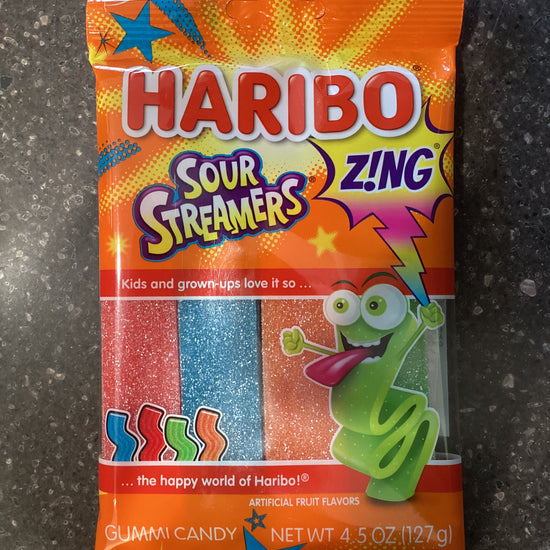 HARIBO®
SOUR
STREAMERS®
Z!NG®
Kids and grown-ups love it so ...
... the happy world of Haribo!®
ARTIFICIAL FRUIT FLAVORS
GUMMI CANDY NET WT 4.5 OZ (127g)